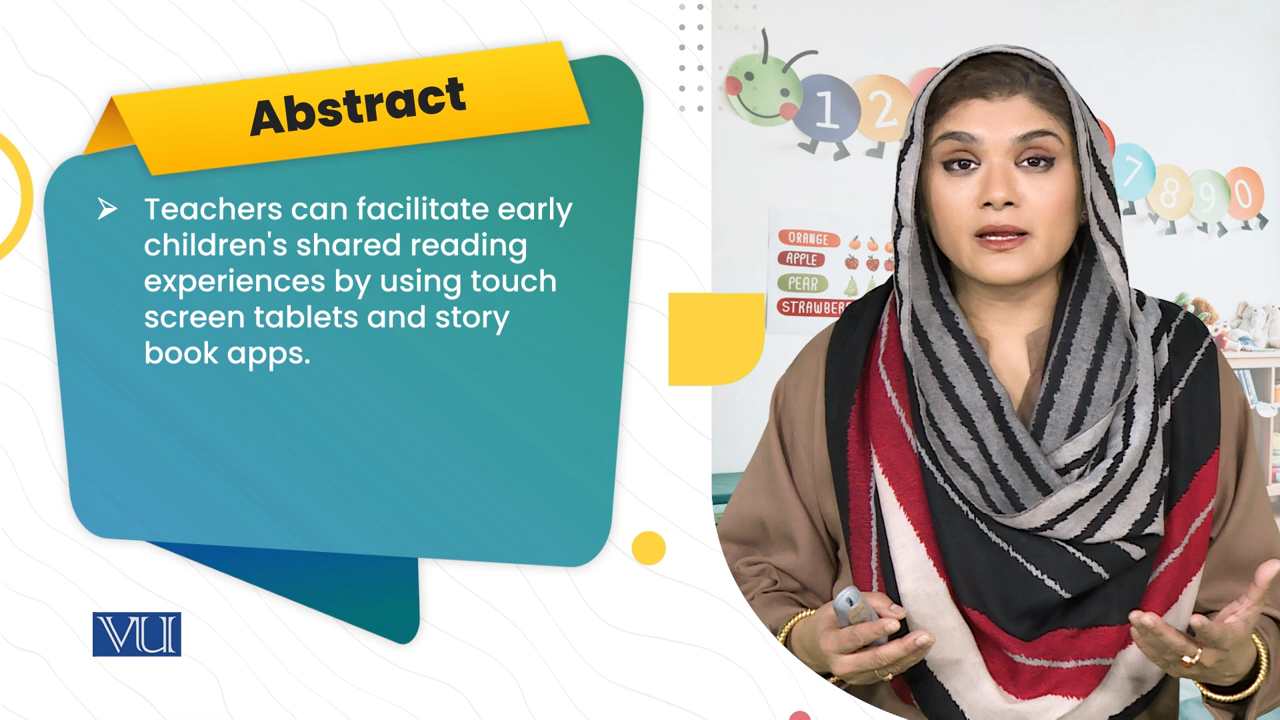 Abstract
➢ Teachers can facilitate early
children's shared reading
experiences by using touch
screen tablets and story
book apps.
VU
1 2
7 8 9 0
ORANGE
APPLE
PEAR